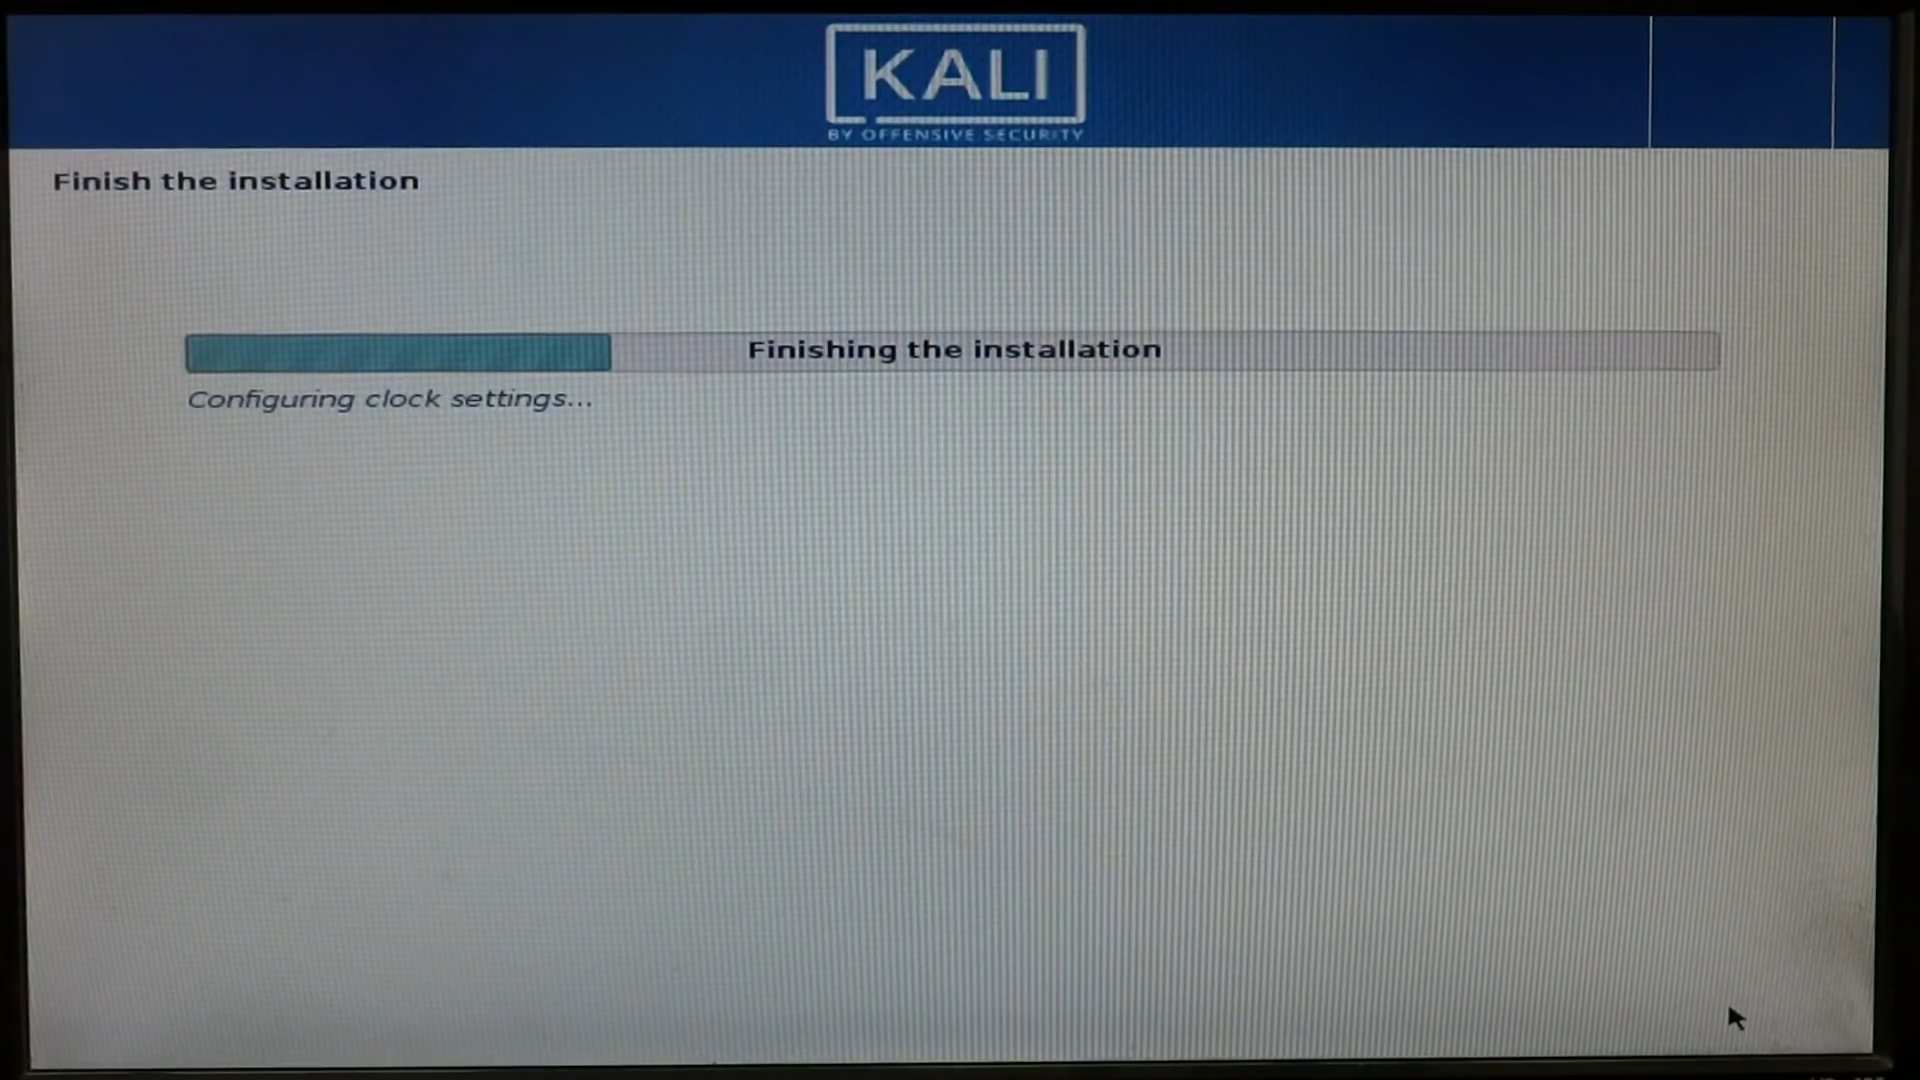 KALI
BY OFFENSIVE SECURITY
Finish the installation
Finishing the installation
Configuring clock settings...